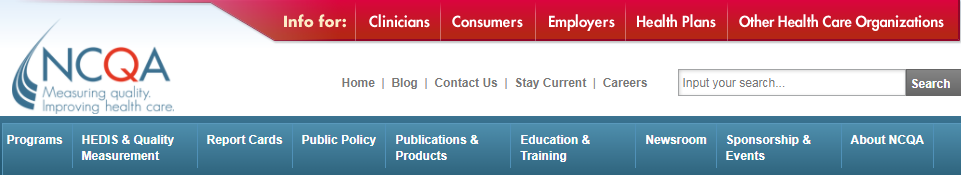 Info for: Clinicians Consumers Employers Health Plans Other Health Care Organizations
NCQA
Measuring quality.
Improving health care.
Home | Blog | Contact Us | Stay Current | Careers
Input your search... Search
Programs
HEDIS & Quality
Measurement
Report Cards
Public Policy
Publications &
Products
Education &
Training
Newsroom
Sponsorship &
Events
About NCQA